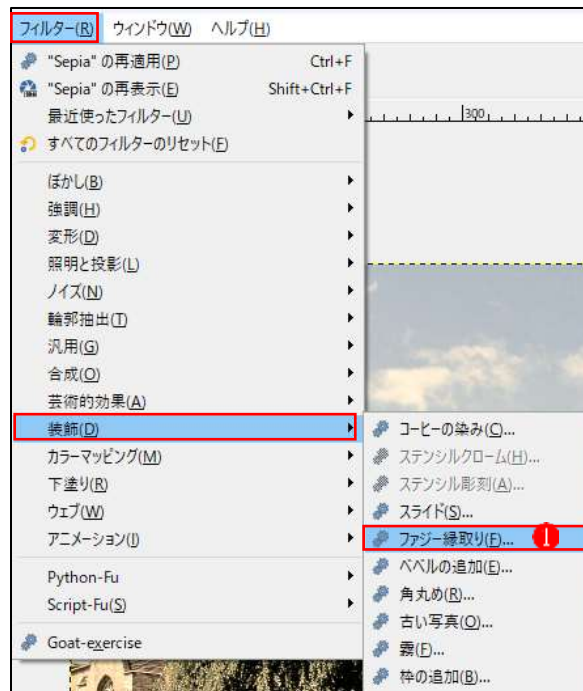 フィルター(R) ウィンドウ(W) ヘルプ(H)
"Sepia" の再適用(P) Ctrl+F
"Sepia" の再表示(E) Shift+Ctrl+F
最近使ったフィルター(U)
すべてのフィルターのリセット(F)
300
ぼかし(B)
強調(H)
変形(D)
照明と投影(L)
ノイズ(N)
輪郭抽出(T)
汎用(G)
合成(O)
芸術的効果(A)
装飾(D)
カラーマッピング(M)
下塗り(R)
ウェブ(W)
アニメーション(I)
Python-Fu
Script-Fu(S)
Goat-exercise
コーヒーの染み(C)...
ステンシルクローム(H)...
ステンシル彫刻(A)...
スライド(S)...
ファジー縁取り(F)... 1
ベベルの追加(E)...
角丸め(R)...
古い写真(O)...
霧(F)...
枠の追加(B)...